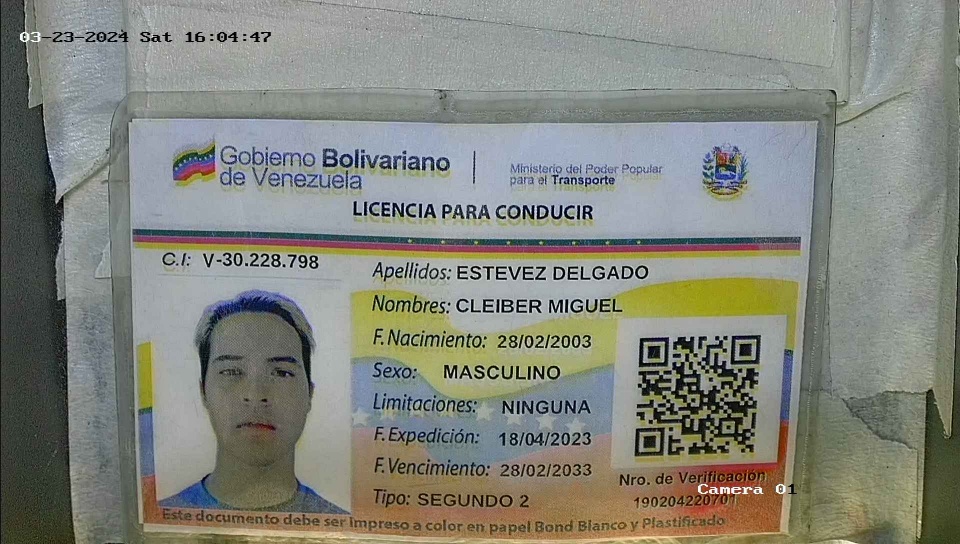 03-23-2024 Sat 16:04:47
Gobierno Bolivariano
de Venezuela
Ministerio del Poder Popular
para el Transporte
LICENCIA PARA CONDUCIR
C.I: V-30.228.798
Apellidos: ESTEVEZ DELGADO
Nombres: CLEIBER MIGUEL
F. Nacimiento: 28/02/2003
Sexo: MASCULINO
Limitaciones: NINGUNA
F. Expedición: 18/04/2023
F. Vencimiento: 28/02/2033
Tipo: SEGUNDO 2
Nro. de Verificación
Camera 01
190204220701
Este documento debe ser impreso a color en papel Bond Blanco y Plastificado